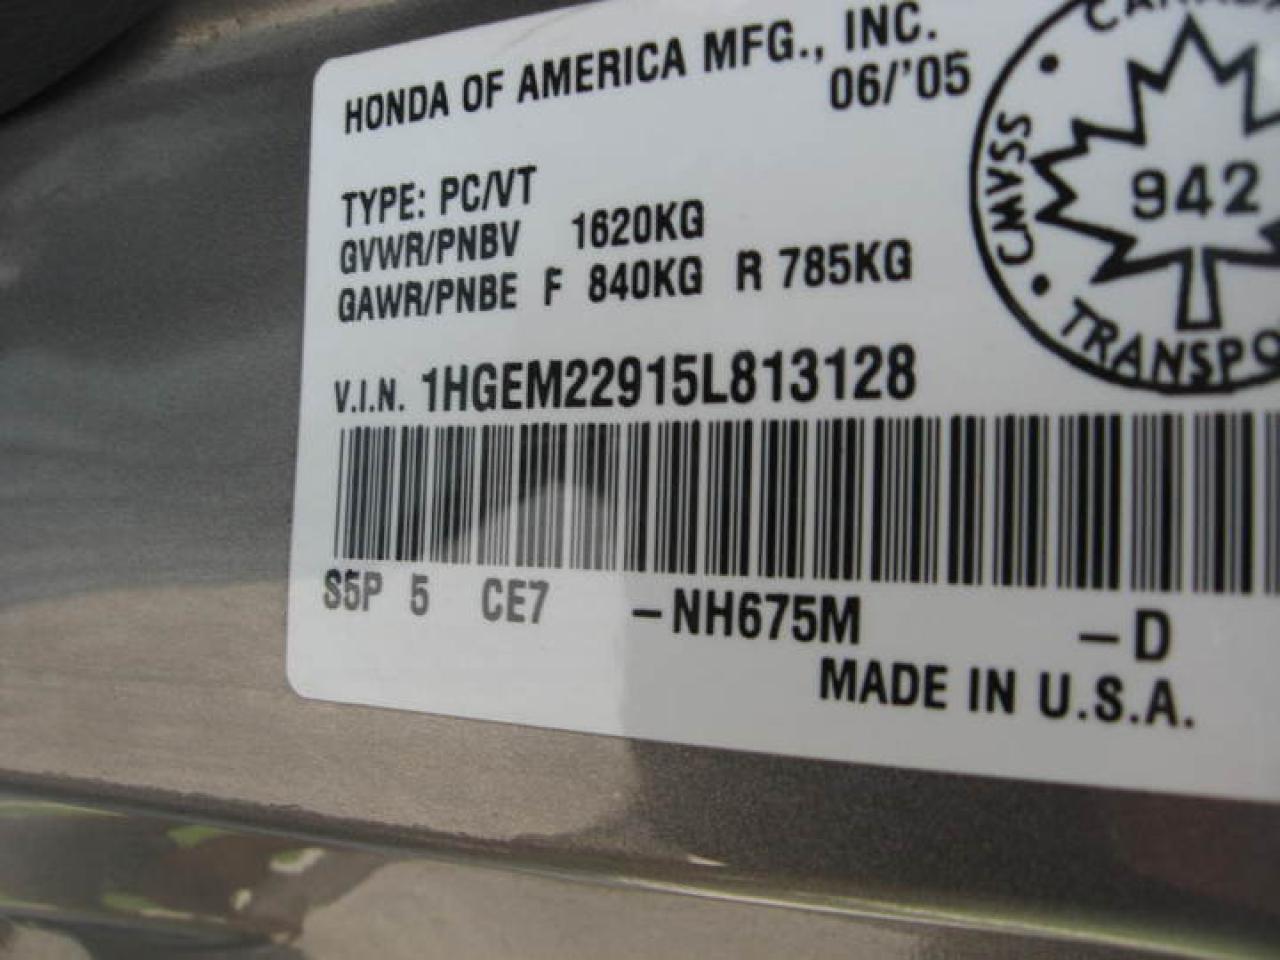 HONDA OF AMERICA MFG., INC.
06/'05
TYPE: PC/VT
GVWR/PNBV 1620KG
GAWR/PNBE F 840KG R 785KG
V.I.N. 1HGEM22915L813128
S5P 5 CE7 -NH675M -D
MADE IN U.S.A.
CMVSS
942